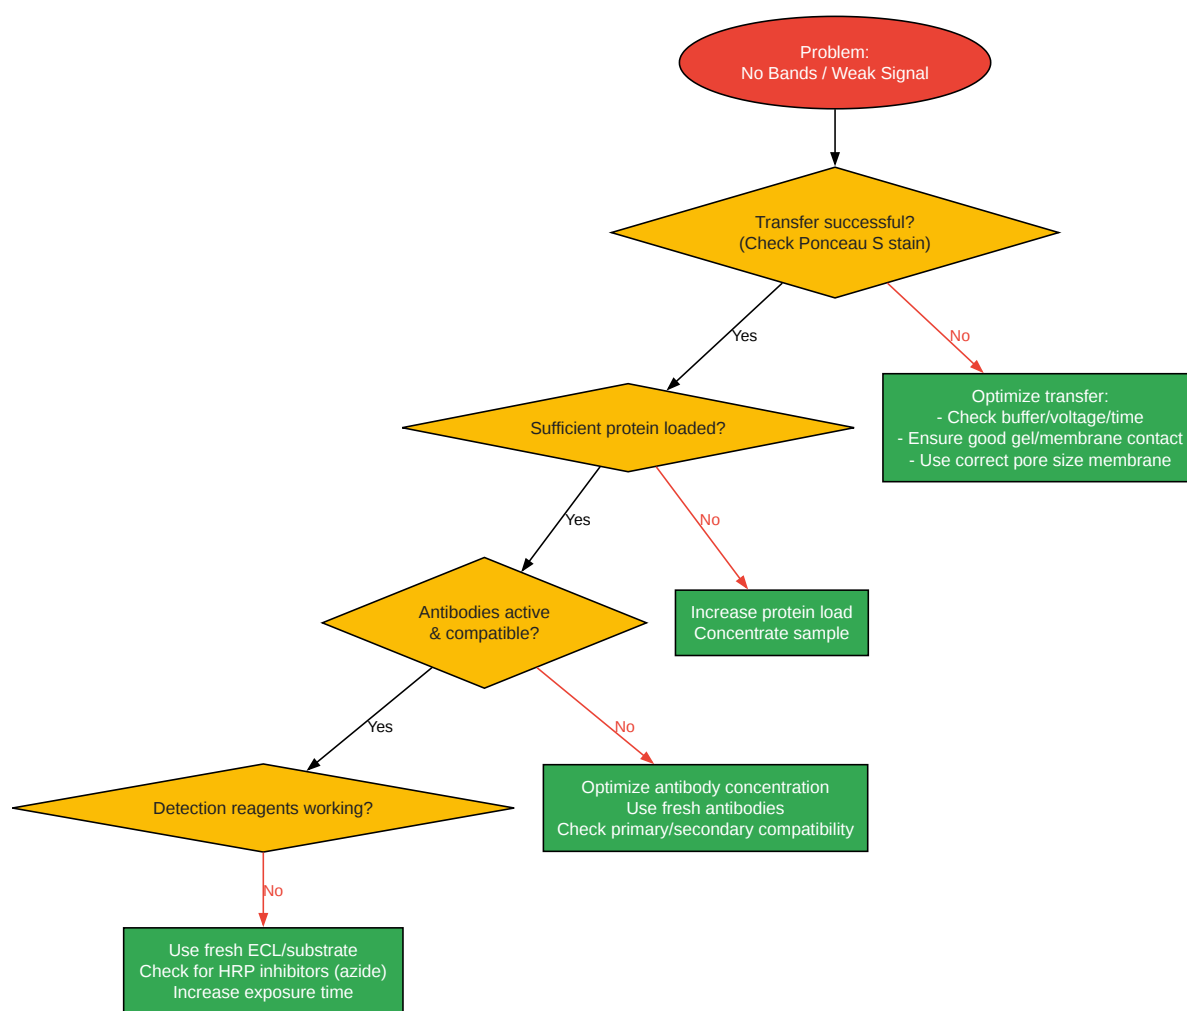 Problem:
No Bands / Weak Signal
Transfer successful?
(Check Ponceau S stain)
Yes
No
Optimize transfer:
- Check buffer/voltage/time
- Ensure good gel/membrane contact
- Use correct pore size membrane
Sufficient protein loaded?
Yes
No
Increase protein load
Concentrate sample
Antibodies active
& compatible?
Yes
No
Optimize antibody concentration
Use fresh antibodies
Check primary/secondary compatibility
Detection reagents working?
No
Use fresh ECL/substrate
Check for HRP inhibitors (azide)
Increase exposure time